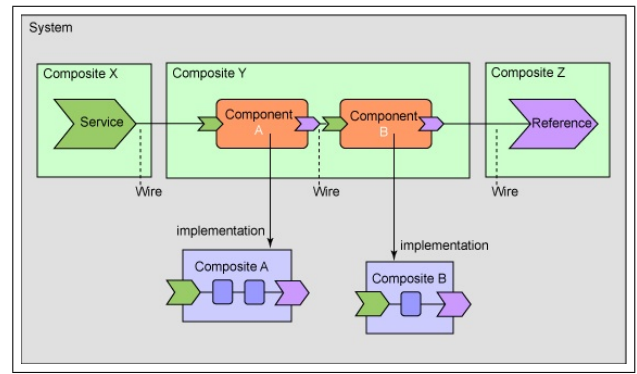 System
Composite X
Composite Y
Composite Z
Service
Component
A
Component
B
Reference
Wire
Wire
Wire
implementation
implementation
Composite A
Composite B